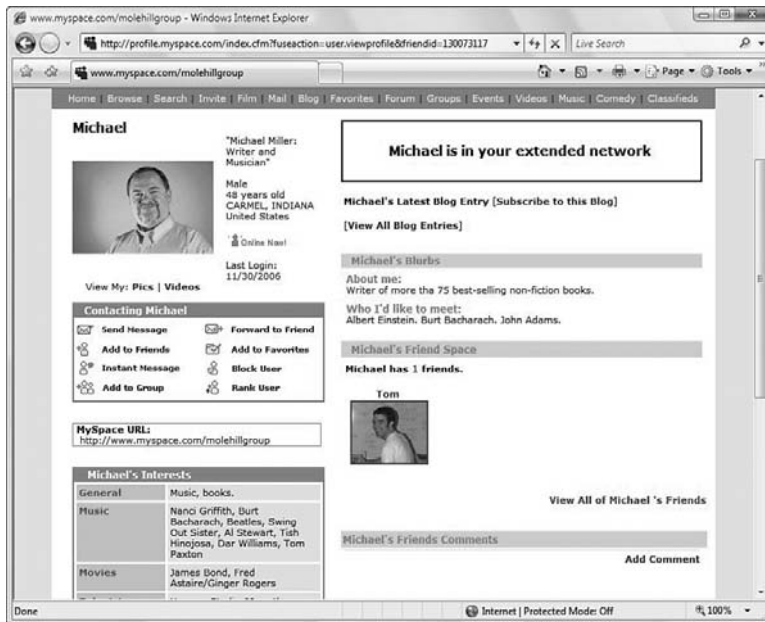 www.myspace.com/molehillgroup - Windows Internet Explorer
http://profile.myspace.com/index.cfm?fuseaction=user.viewprofile&friendid=130073117
Live Search
www.myspace.com/molehillgroup
Page
Tools
Home | Browse | Search | Invite | Film | Mail | Blog | Favorites | Forum | Groups | Events | Videos | Music | Comedy | Classifieds
Michael
"Michael Miller:
Writer and
Musician"
Male
48 years old
CARMEL, INDIANA
United States
Online Now!
Last Login:
11/30/2006
View My: Pics | Videos
Contacting Michael
Send Message
Forward to Friend
Add to Friends
Add to Favorites
Instant Message
Block User
Add to Group
Rank User
MySpace URL:
http://www.myspace.com/molehillgroup
Michael's Interests
General
Music, books.
Music
Nanci Griffith, Burt
Bacharach, Beatles, Swing
Out Sister, Al Stewart, Tish
Hinojosa, Dar Williams, Tom
Paxton
Movies
James Bond, Fred
Astaire/Ginger Rogers
Michael is in your extended network
Michael's Latest Blog Entry [Subscribe to this Blog]
[View All Blog Entries]
Michael's Blurbs
About me:
Writer of more tha 75 best-selling non-fiction books.
Who I'd like to meet:
Albert Einstein. Burt Bacharach. John Adams.
Michael's Friend Space
Michael has 1 friends.
Tom
View All of Michael 's Friends
Michael's Friends Comments
Add Comment
Done
Internet | Protected Mode: Off
100%